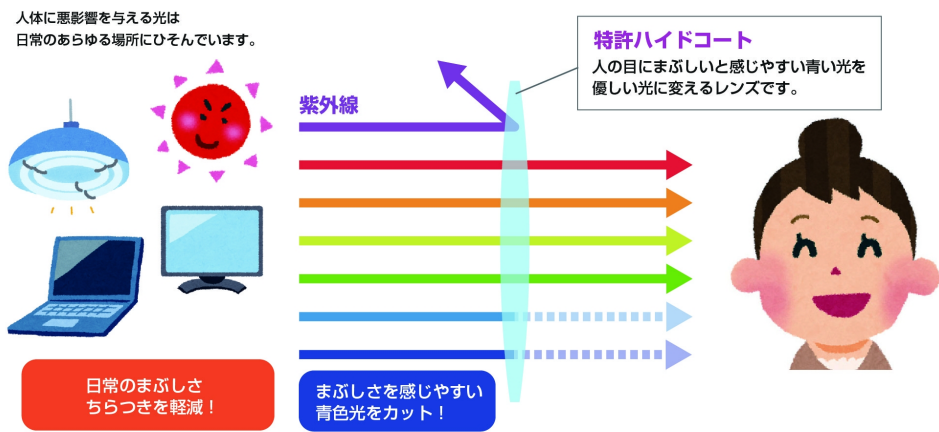 人体に悪影響を与える光は
日常のあらゆる場所にひそんでいます。
特許ハイドコート
人の目にまぶしいと感じやすい青い光を
優しい光に変えるレンズです。
紫外線
日常のまぶしさ
ちらつきを軽減！
まぶしさを感じやすい
青色光をカット！